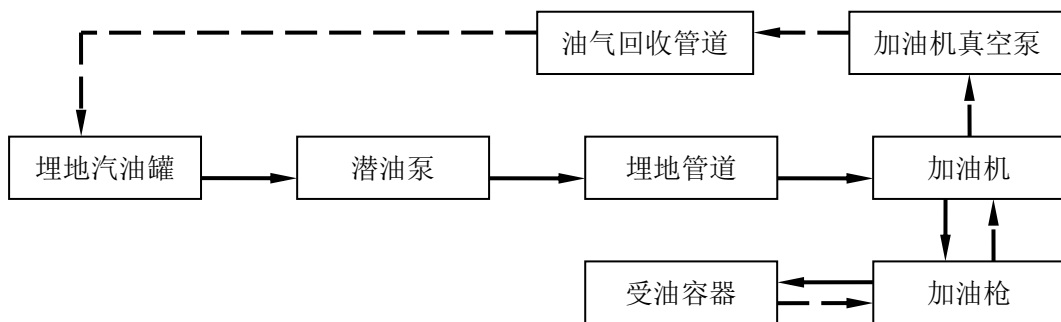 油气回收管道
加油机真空泵
埋地汽油罐
潜油泵
埋地管道
加油机
受油容器
加油枪